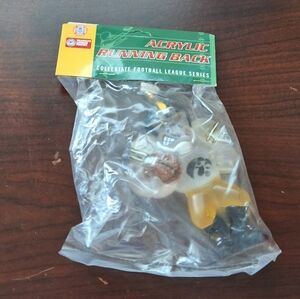 ACRYLIC
RUNNING BACK
COLLEGIATE FOOTBALL LEAGUE SERIES